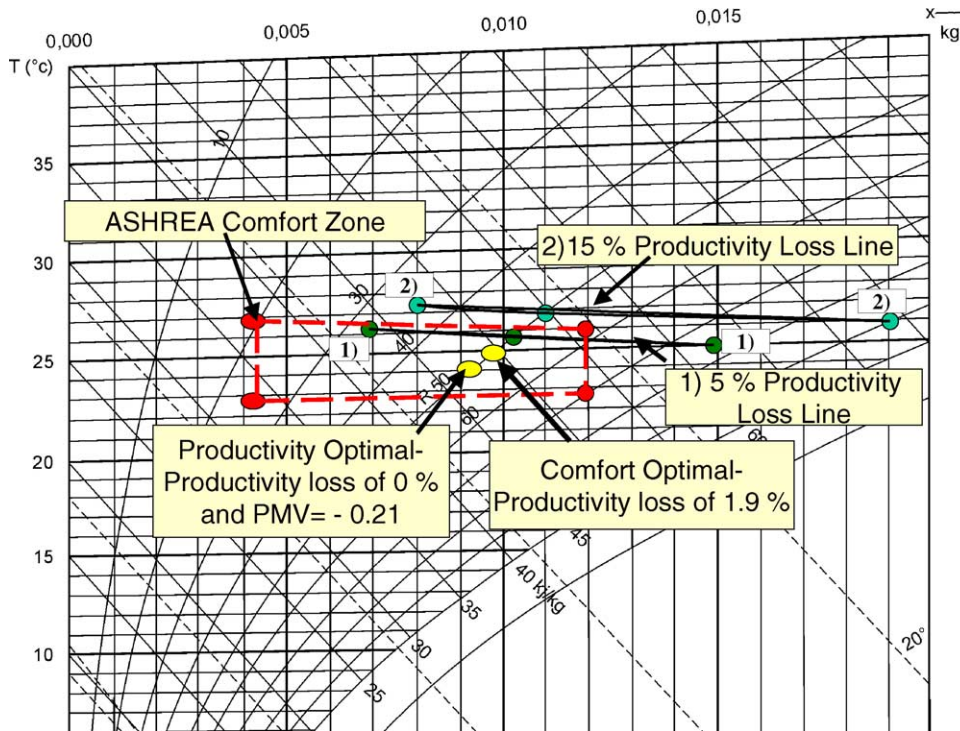 0,000
0,005
0,010
0,015
x
kg
T (°c)
10
35
ASHREA Comfort Zone
2)15 % Productivity Loss Line
30
2)
30
2)
1)
40
1)
25
50
60
1) 5 % Productivity
Loss Line
60
20
Productivity Optimal-
Productivity loss of 0 %
and PMV= - 0.21
Comfort Optimal-
Productivity loss of 1.9 %
45
15
40 kj/kg
35
30
20°
10
25